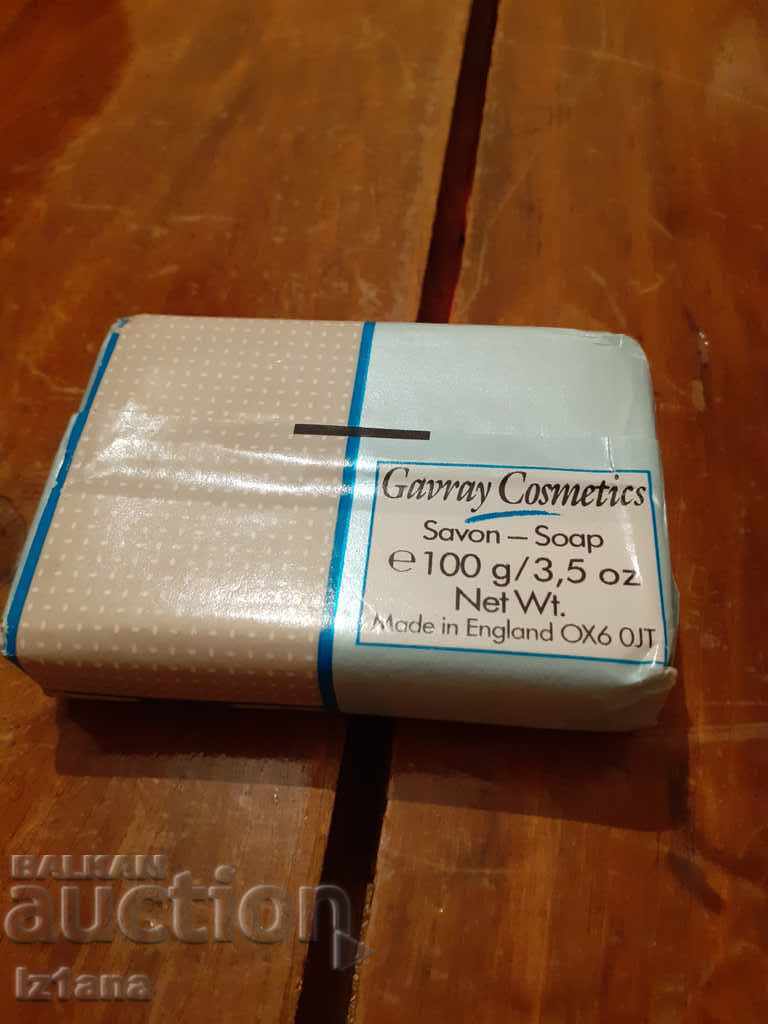 Gavray Cosmetics
Savon – Soap
℮ 100 g/3,5 oz
Net Wt.
Made in England OX6 0JT
BALKAN
auction
Iz1ana